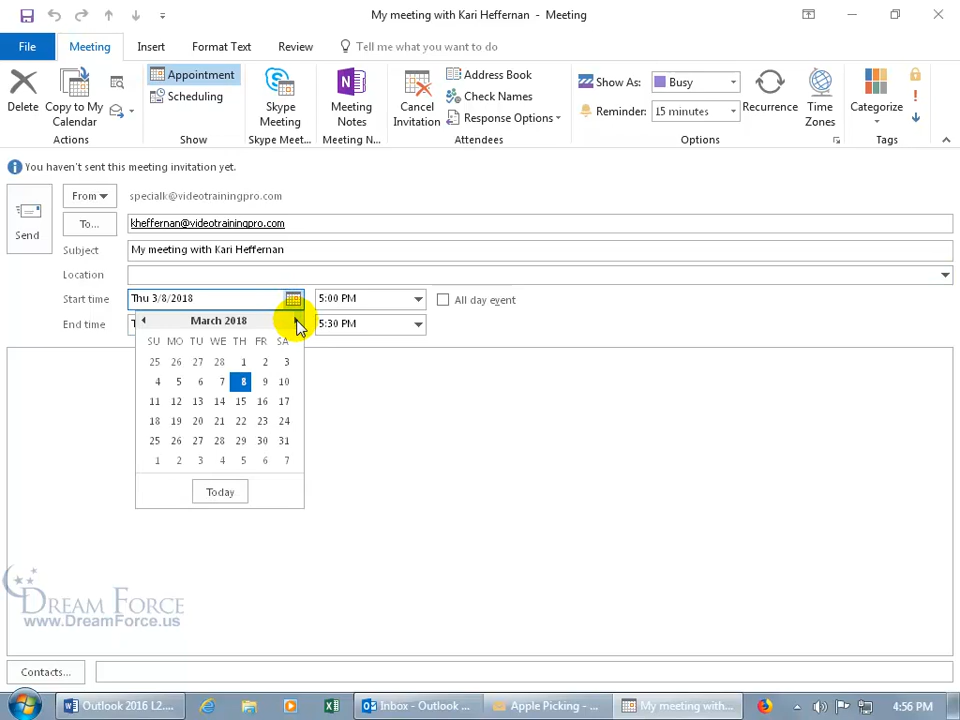 My meeting with Kari Heffernan - Meeting
File Meeting Insert Format Text Review Tell me what you want to do
Delete
Copy to My Calendar
Actions
Appointment
Scheduling
Show
Skype Meeting
Skype Meet...
Meeting Notes
Meeting N...
Cancel Invitation
Address Book
Check Names
Response Options
Attendees
Show As: Busy
Reminder: 15 minutes
Recurrence
Time Zones
Options
Categorize
Tags
You haven't sent this meeting invitation yet.
Send
From specialk@videotrainingpro.com
To... kheffernan@videotrainingpro.com
Subject My meeting with Kari Heffernan
Location
Start time Thu 3/8/2018 5:00 PM All day event
End time T 5:30 PM
March 2018
SU MO TU WE TH FR SA
25 26 27 28 1 2 3
4 5 6 7 8 9 10
11 12 13 14 15 16 17
18 19 20 21 22 23 24
25 26 27 28 29 30 31
1 2 3 4 5 6 7
Today
DREAM FORCE
www.DreamForce.us
Contacts...
Outlook 2016 L2....
Inbox - Outlook ...
Apple Picking - ...
My meeting with...
4:56 PM